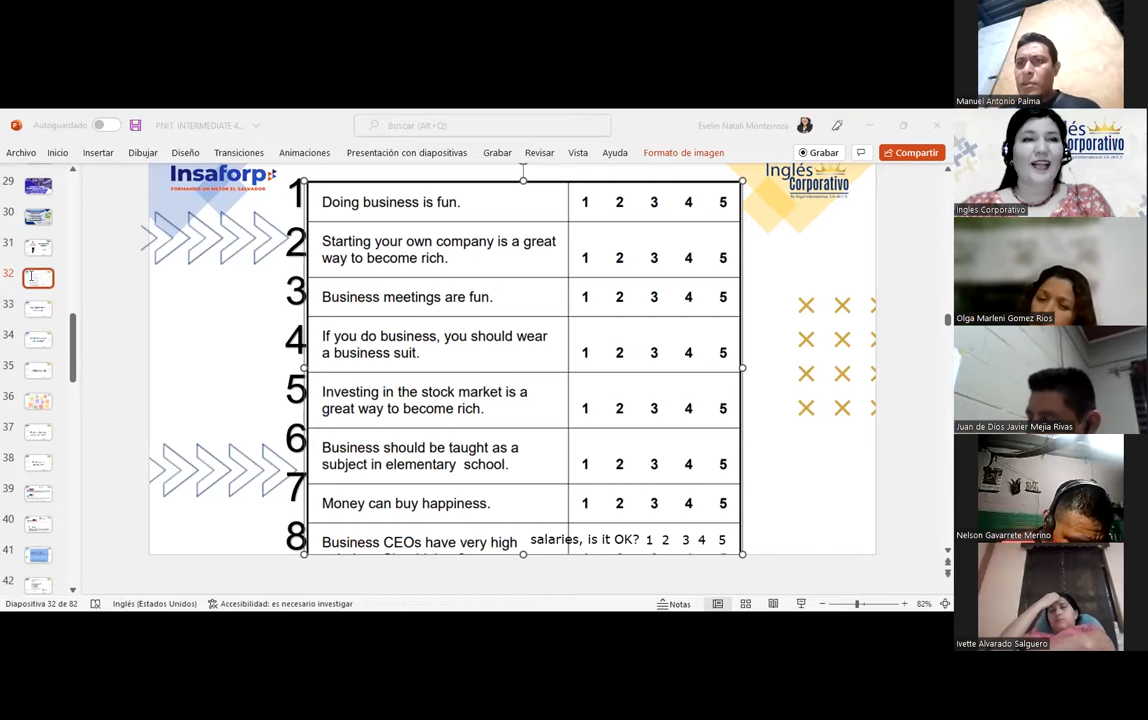 Autoguardado
PNIT INTERMEDIATE 4...
Buscar (Alt+Q)
Evelin Natali Monterroza
Archivo Inicio Insertar Dibujar Diseño Transiciones Animaciones Presentación con diapositivas Grabar Revisar Vista Ayuda Formato de imagen
Grabar
Compartir
29
30
31
32
33
34
35
36
37
38
39
40
41
42
Insaforp
FORMANDO UN MEJOR EL SALVADOR
Inglés
Corporativo
1 Doing business is fun. 1 2 3 4 5
2 Starting your own company is a great
way to become rich. 1 2 3 4 5
3 Business meetings are fun. 1 2 3 4 5
4 If you do business, you should wear
a business suit. 1 2 3 4 5
5 Investing in the stock market is a
great way to become rich. 1 2 3 4 5
6 Business should be taught as a
subject in elementary school. 1 2 3 4 5
7 Money can buy happiness. 1 2 3 4 5
8 Business CEOs have very high salaries, is it OK? 1 2 3 4 5
Diapositiva 32 de 82
Inglés (Estados Unidos)
Accesibilidad: es necesario investigar
Notas
82%
Manuel Antonio Palma
Ingles Corporativo
Olga Marleni Gomez Rios
Juan de Dios Javier Mejia Rivas
Nelson Gavarrete Merino
Ivette Alvarado Salguero